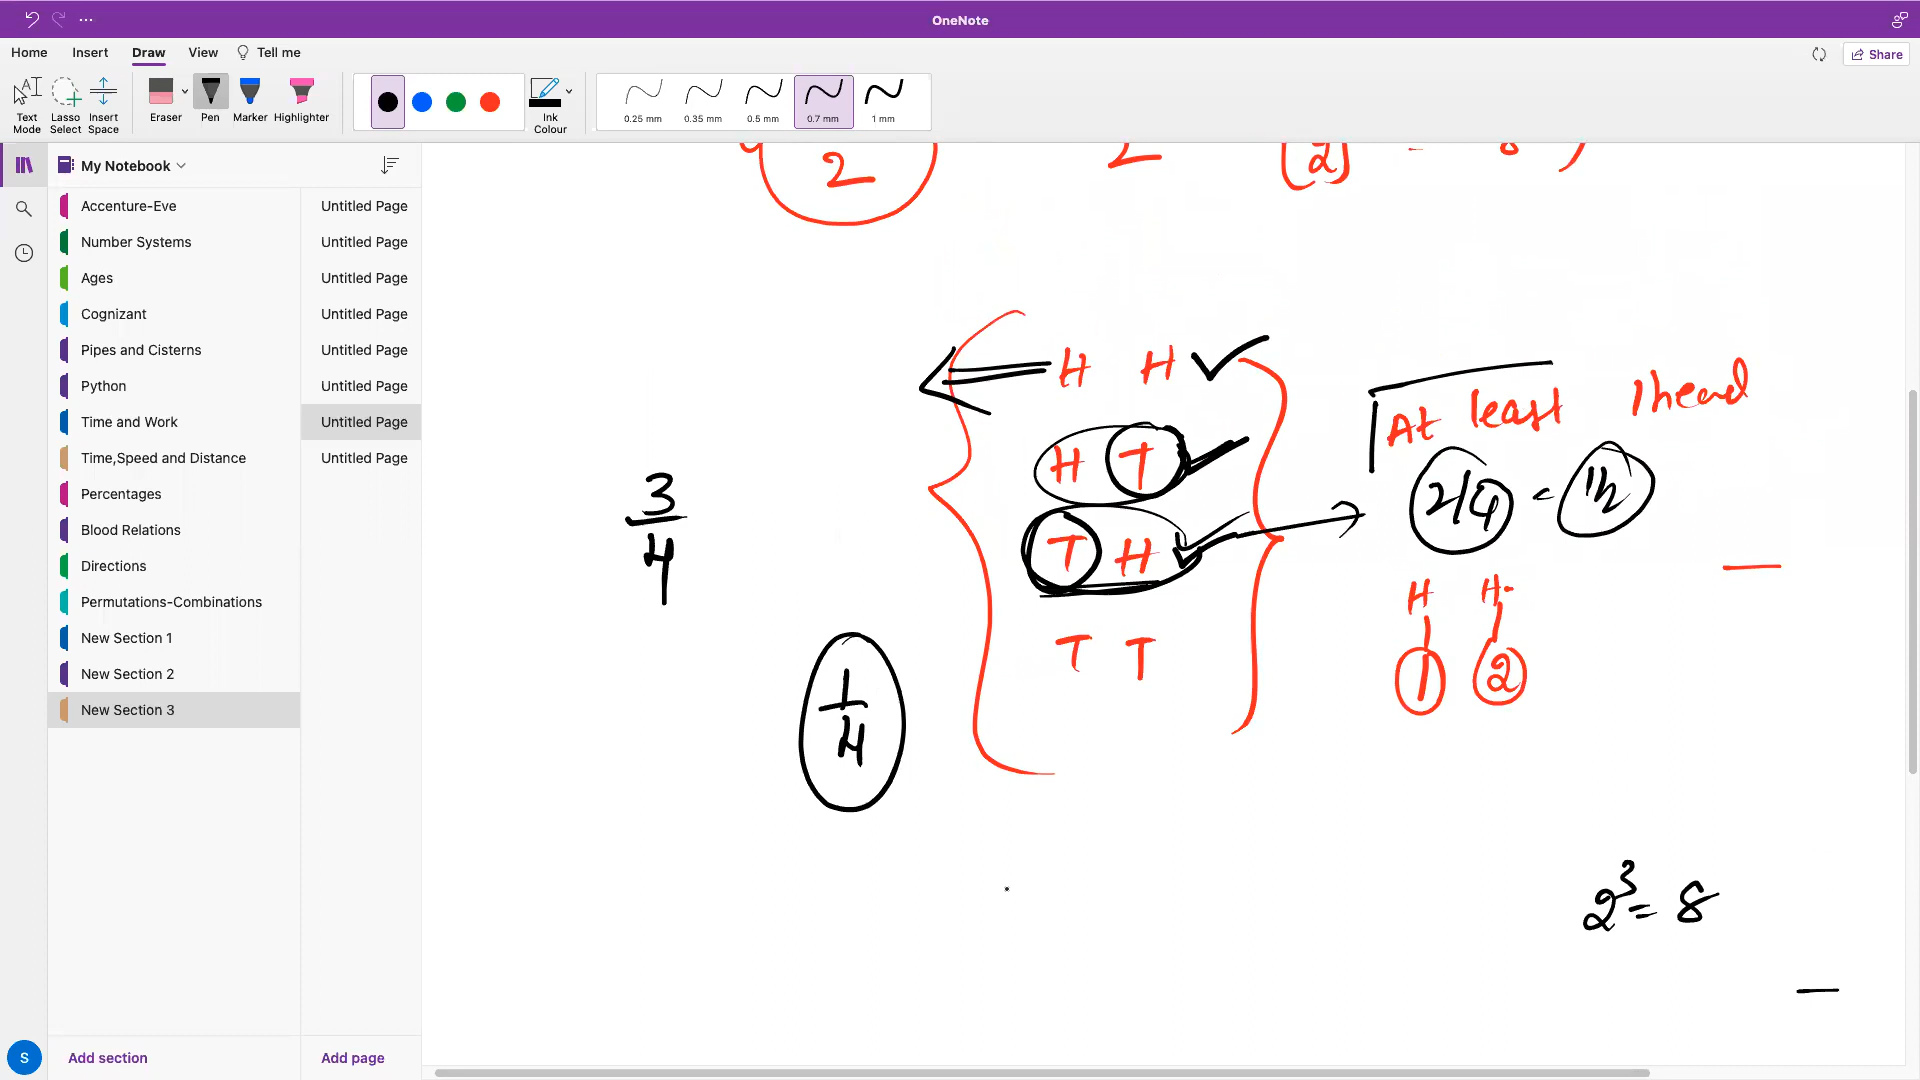 OneNote
Home Insert Draw View Tell me
Share
Text Mode
Lasso Select
Insert Space
Eraser
Pen
Marker
Highlighter
Ink Colour
0.25 mm
0.35 mm
0.5 mm
0.7 mm
1 mm
My Notebook
Accenture-Eve
Number Systems
Ages
Cognizant
Pipes and Cisterns
Python
Time and Work
Time,Speed and Distance
Percentages
Blood Relations
Directions
Permutations-Combinations
New Section 1
New Section 2
New Section 3
Add section
S
Untitled Page
Untitled Page
Untitled Page
Untitled Page
Untitled Page
Untitled Page
Untitled Page
Untitled Page
Add page
2
2
H H
H T
T H
T T
At least 1head
2/4 = 1/2
H H
1 2
3
4
1
4
2³= 8